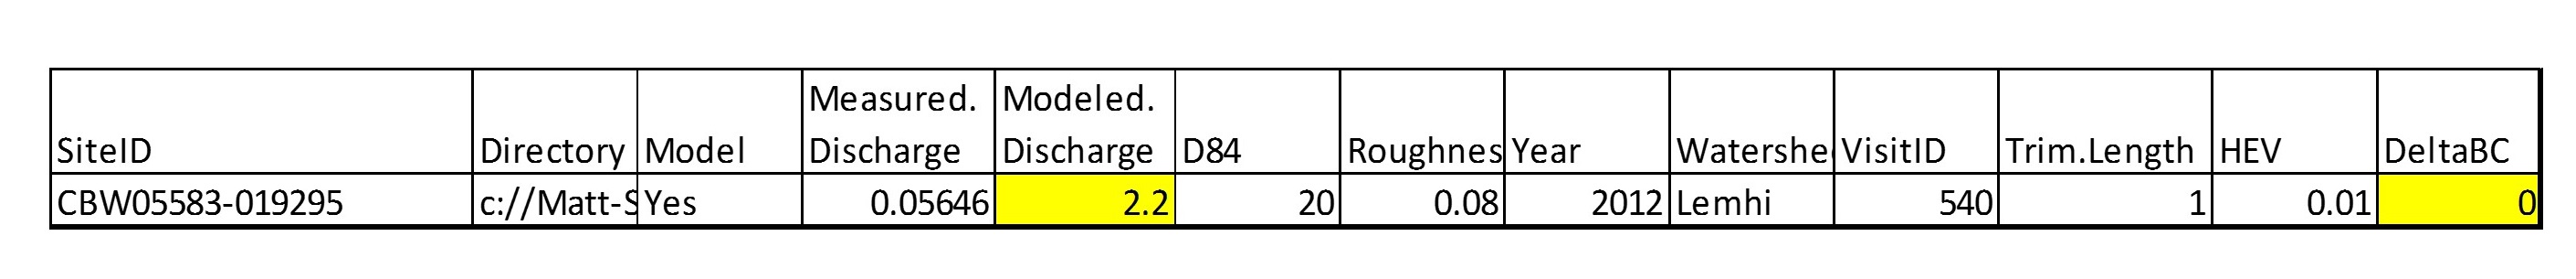 SiteID Directory Model Measured. Discharge Modeled. Discharge D84 Roughnes Year Watershe VisitID Trim.Length HEV DeltaBC
CBW05583-019295 c://Matt-S Yes 0.05646 2.2 20 0.08 2012 Lemhi 540 1 0.01 0